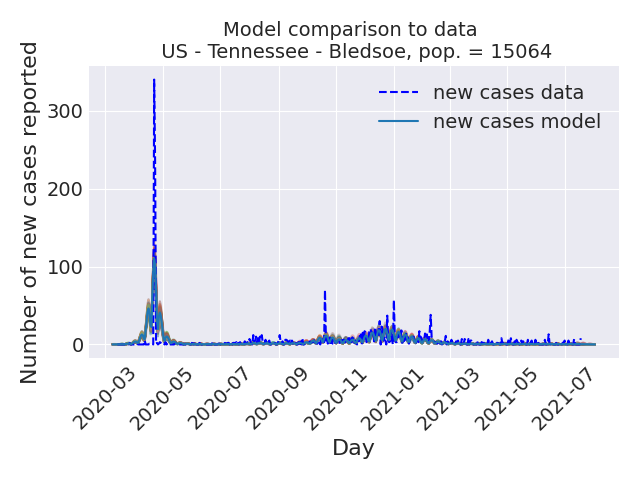 Model comparison to data
US - Tennessee - Bledsoe, pop. = 15064
Number of new cases reported
300
200
100
0
new cases data
new cases model
2020-03
2020-05
2020-07
2020-09
2020-11
2021-01
2021-03
2021-05
2021-07
Day